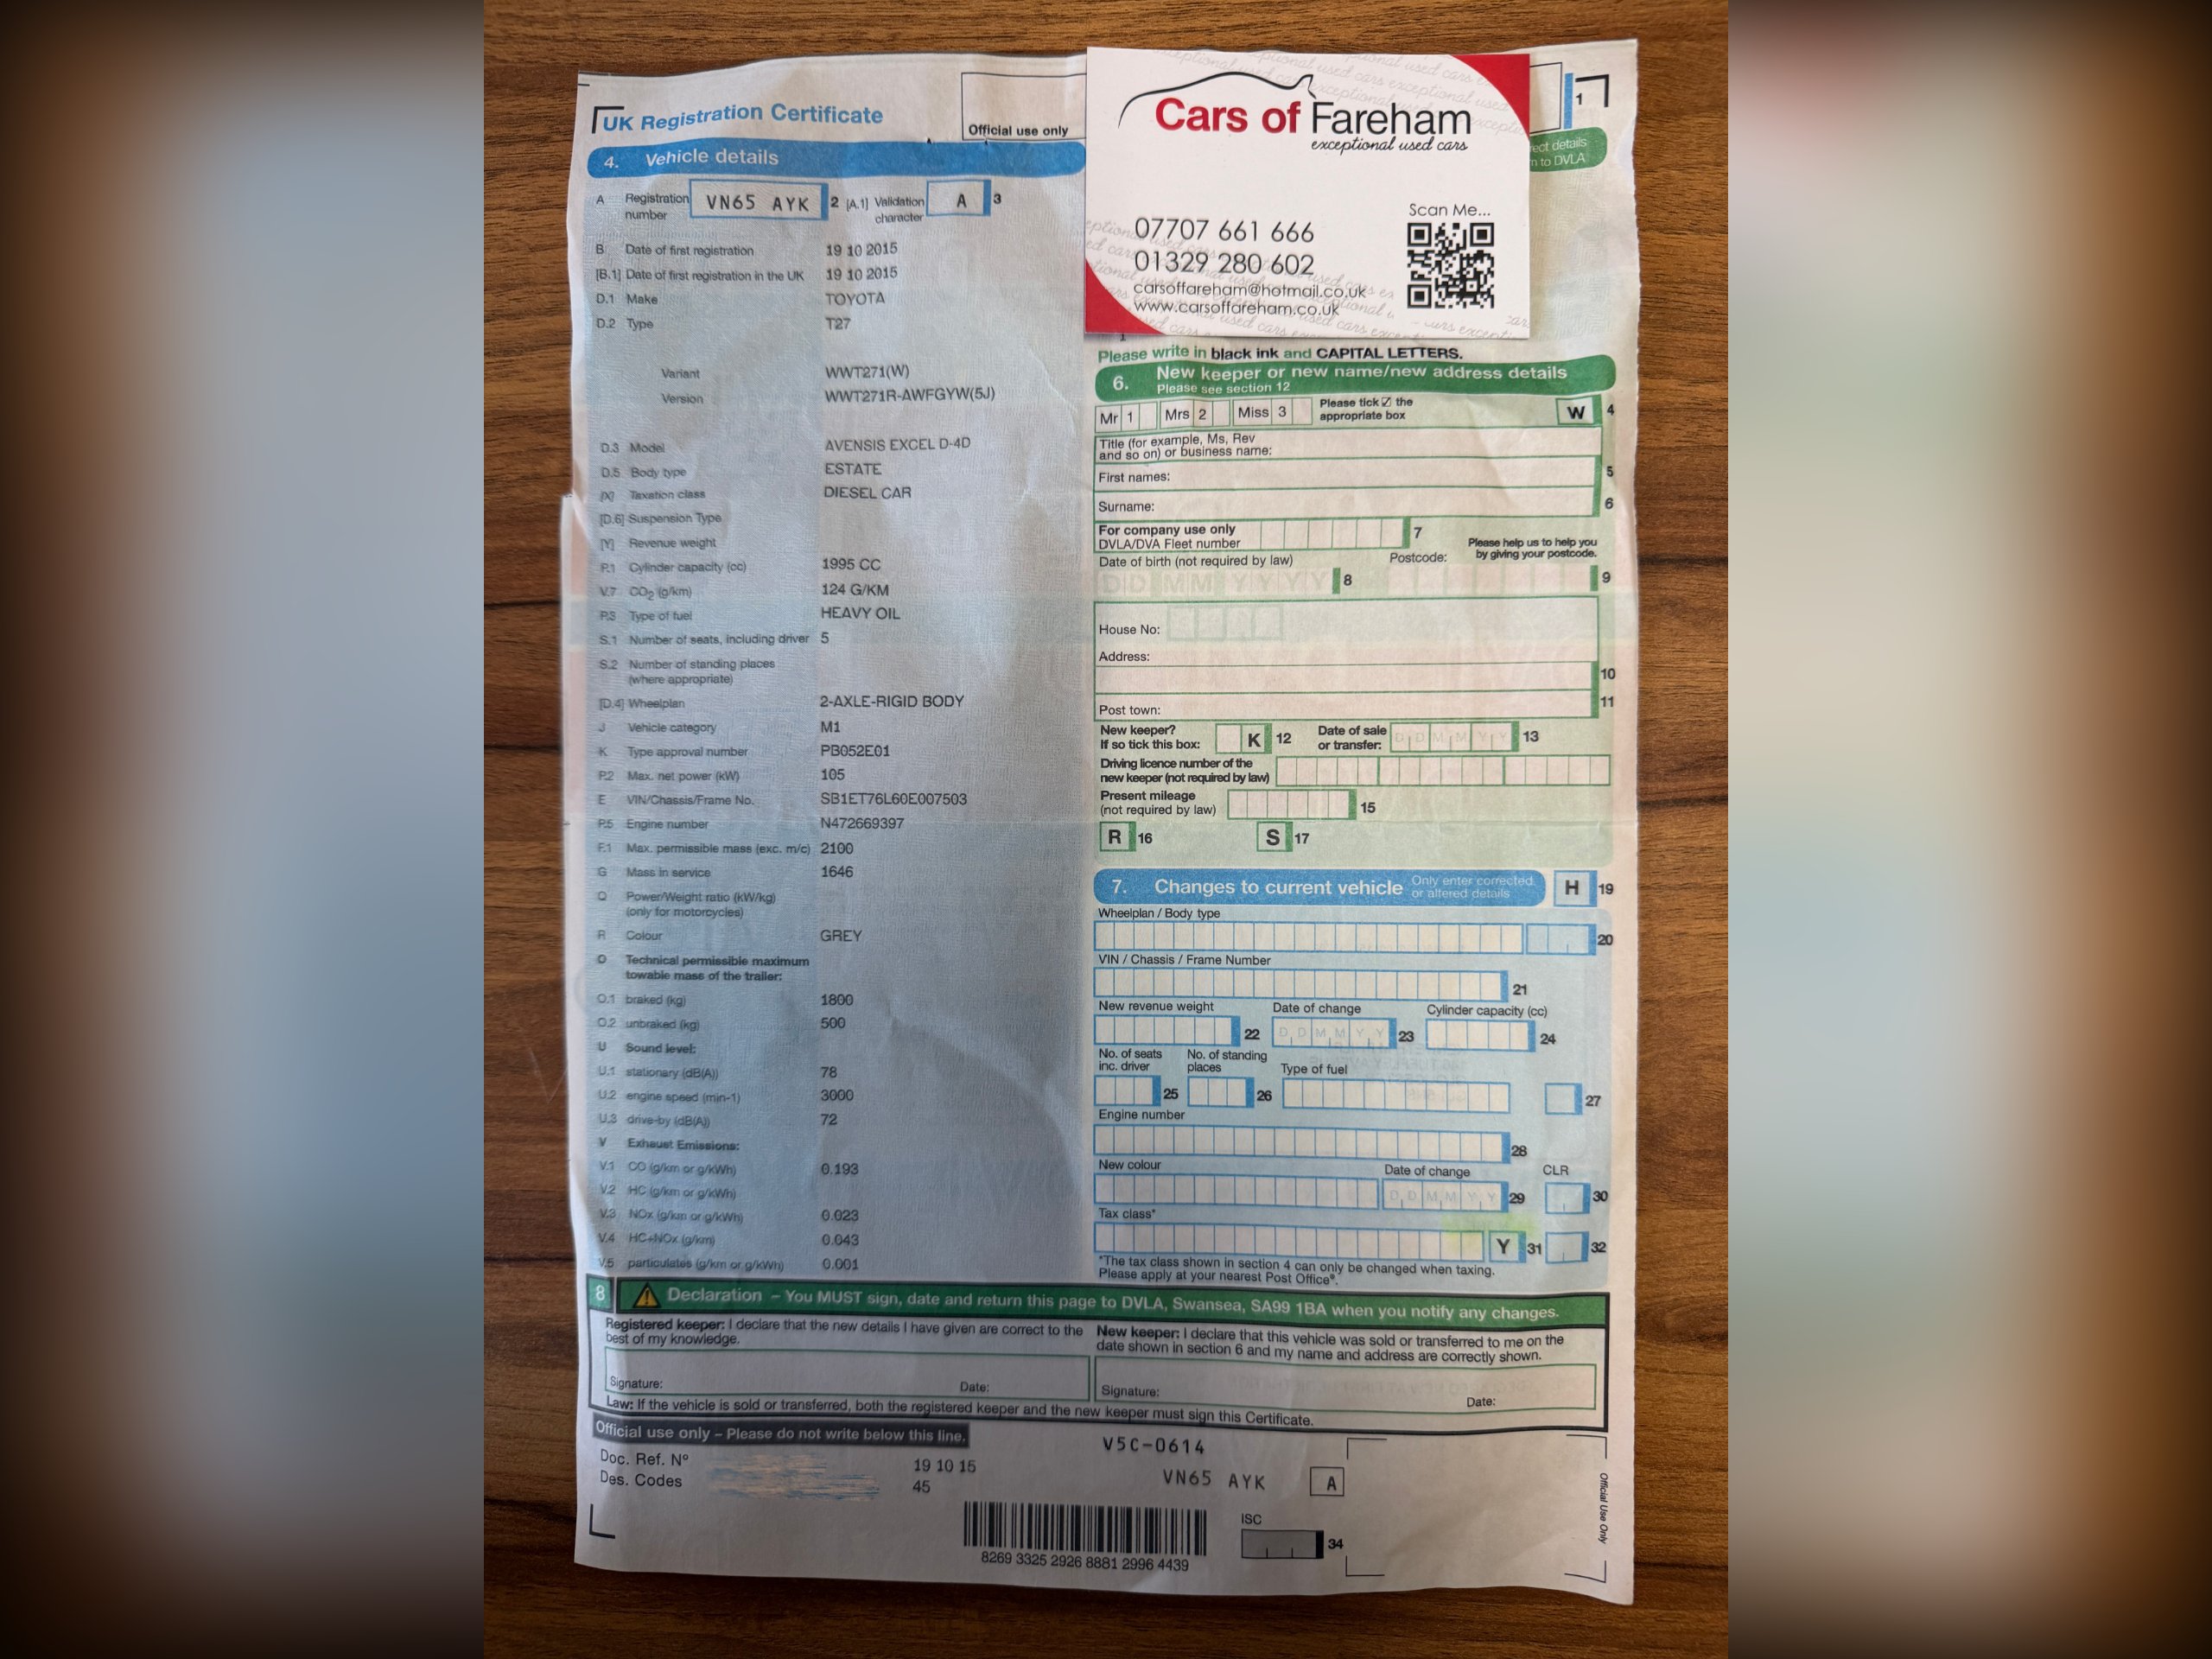 UK Registration Certificate
Official use only
1
4. Vehicle details
A Registration number VN65 AYK 2 [A.1] Validation character A 3
B Date of first registration 19 10 2015
[B.1] Date of first registration in the UK 19 10 2015
D.1 Make TOYOTA
D.2 Type T27
Variant WWT271(W)
Version WWT271R-AWFGYW(5J)
D.3 Model AVENSIS EXCEL D-4D
D.5 Body type ESTATE
[X] Taxation class DIESEL CAR
[D.6] Suspension Type
[Y] Revenue weight
P.1 Cylinder capacity (cc) 1995 CC
V.7 CO2 (g/km) 124 G/KM
P.3 Type of fuel HEAVY OIL
S.1 Number of seats, including driver 5
S.2 Number of standing places
(where appropriate)
[D.4] Wheelplan 2-AXLE-RIGID BODY
J Vehicle category M1
K Type approval number PB052E01
P.2 Max. net power (kW) 105
E VIN/Chassis/Frame No. SB1ET76L60E007503
P.5 Engine number N472669397
F.1 Max. permissible mass (exc. m/c) 2100
G Mass in service 1646
Q Power/Weight ratio (kW/kg)
(only for motorcycles)
R Colour GREY
O Technical permissible maximum
towable mass of the trailer:
O.1 braked (kg) 1800
O.2 unbraked (kg) 500
U Sound level:
U.1 stationary (dB(A)) 78
U.2 engine speed (min-1) 3000
U.3 drive-by (dB(A)) 72
V Exhaust Emissions:
V.1 CO (g/km or g/kWh) 0.193
V.2 HC (g/km or g/kWh)
V.3 NOx (g/km or g/kWh) 0.023
V.4 HC+NOx (g/km) 0.043
V.5 particulates (g/km or g/kWh) 0.001
Cars of Fareham
exceptional used cars
Scan Me...
07707 661 666
01329 280 602
carsoffareham@hotmail.co.uk
www.carsoffareham.co.uk
details
to DVLA
Please write in black ink and CAPITAL LETTERS.
6. New keeper or new name/new address details
Please see section 12
Mr 1 Mrs 2 Miss 3 Please tick ☑ the appropriate box W 4
Title (for example, Ms, Rev
and so on) or business name:
First names: 5
Surname: 6
For company use only
DVLA/DVA Fleet number 7
Please help us to help you
by giving your postcode.
Date of birth (not required by law) Postcode:
D D M M Y Y Y Y 8 9
House No:
Address:
10
Post town: 11
New keeper?
If so tick this box: K 12 Date of sale or transfer: D D M M Y Y 13
Driving licence number of the
new keeper (not required by law)
Present mileage
(not required by law) 15
R 16 S 17
7. Changes to current vehicle Only enter corrected or altered details H 19
Wheelplan / Body type
20
VIN / Chassis / Frame Number
21
New revenue weight Date of change Cylinder capacity (cc)
22 D D M M Y Y 23 24
No. of seats inc. driver No. of standing places Type of fuel
25 26 27
Engine number
28
New colour Date of change CLR
D D M M Y Y 29 30
Tax class*
Y 31 32
*The tax class shown in section 4 can only be changed when taxing.
Please apply at your nearest Post Office®.
8 Declaration – You MUST sign, date and return this page to DVLA, Swansea, SA99 1BA when you notify any changes.
Registered keeper: I declare that the new details I have given are correct to the
best of my knowledge.
Signature: Date:
New keeper: I declare that this vehicle was sold or transferred to me on the
date shown in section 6 and my name and address are correctly shown.
Signature: Date:
Law: If the vehicle is sold or transferred, both the registered keeper and the new keeper must sign this Certificate.
Official use only – Please do not write below this line.
Doc. Ref. Nº 19 10 15
Des. Codes 45
V5C-0614
VN65 AYK A
8269 3325 2926 8881 2996 4439
ISC
34
Official Use Only